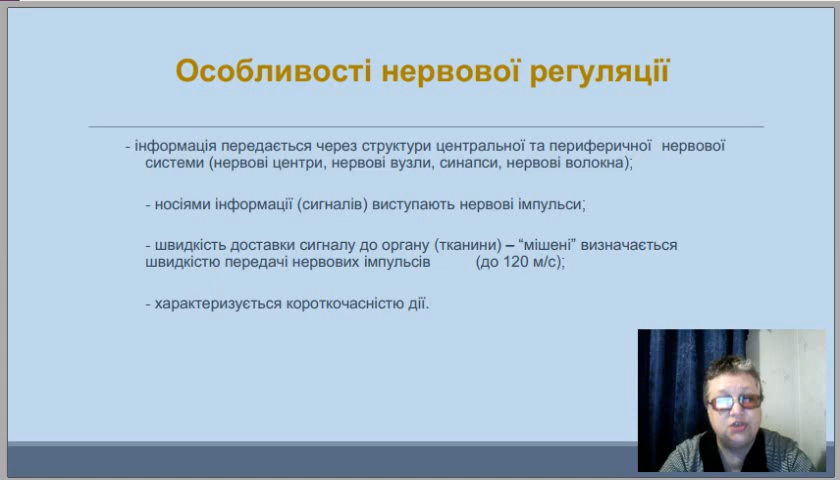 Особливості нервової регуляції
- інформація передається через структури центральної та периферичної нервової
системи (нервові центри, нервові вузли, синапси, нервові волокна);
- носіями інформації (сигналів) виступають нервові імпульси;
- швидкість доставки сигналу до органу (тканини) – “мішені” визначається
швидкістю передачі нервових імпульсів (до 120 м/с);
- характеризується короткочасністю дії.